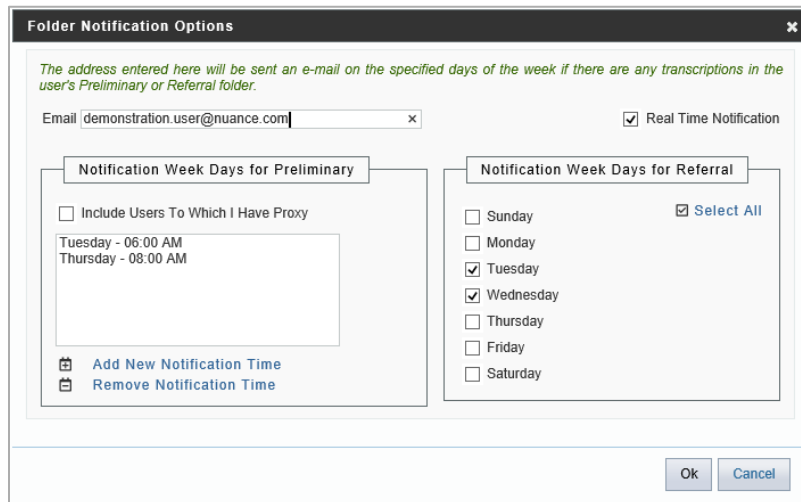 Folder Notification Options
The address entered here will be sent an e-mail on the specified days of the week if there are any transcriptions in the
user's Preliminary or Referral folder.
Email demonstration.user@nuance.com
Real Time Notification
Notification Week Days for Preliminary
Include Users To Which I Have Proxy
Tuesday - 06:00 AM
Thursday - 08:00 AM
Add New Notification Time
Remove Notification Time
Notification Week Days for Referral
Select All
Sunday
Monday
Tuesday
Wednesday
Thursday
Friday
Saturday
Ok
Cancel